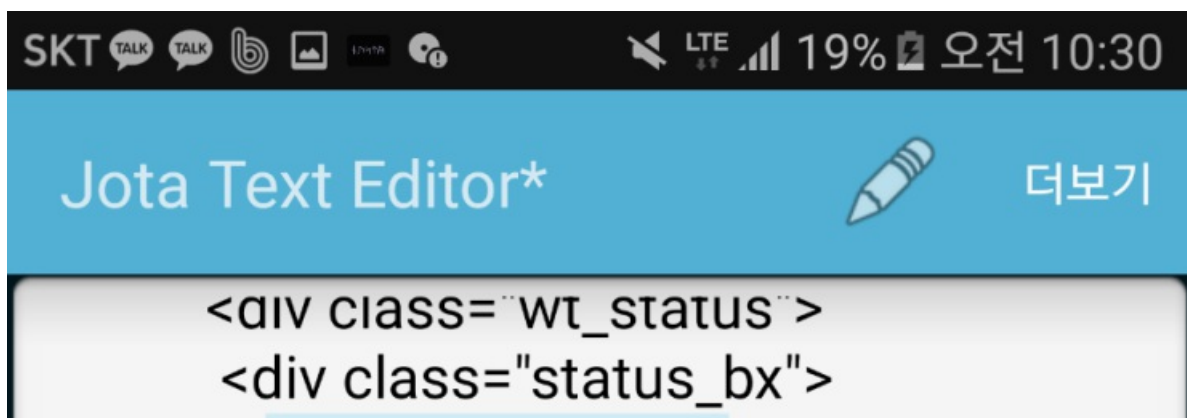 SKT TALK TALK LTE 19% 오전 10:30
Jota Text Editor* 더보기
<div class="wt_status">
<div class="status_bx">